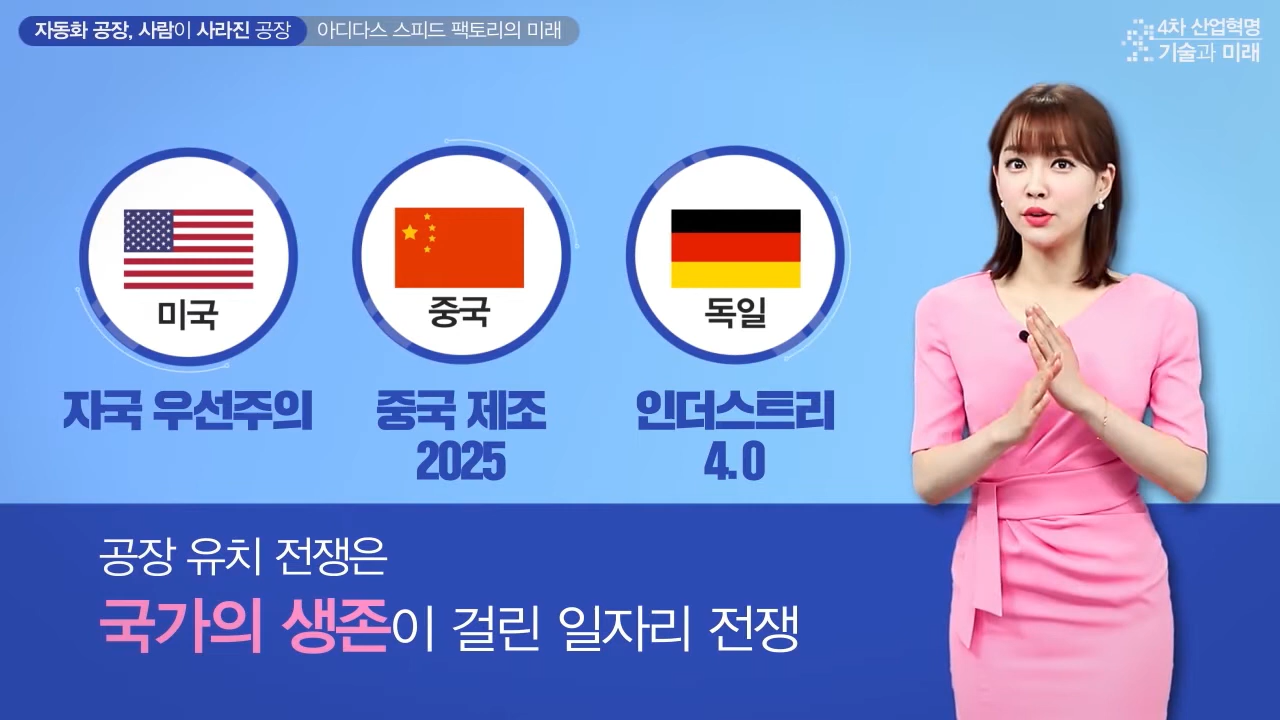 자동화 공장, 사람이 사라진 공장 아디다스 스피드 팩토리의 미래
4차 산업혁명
기술과 미래
미국 중국 독일
자국 우선주의 중국 제조 인더스트리
2025 4.0
공장 유치 전쟁은
국가의 생존이 걸린 일자리 전쟁